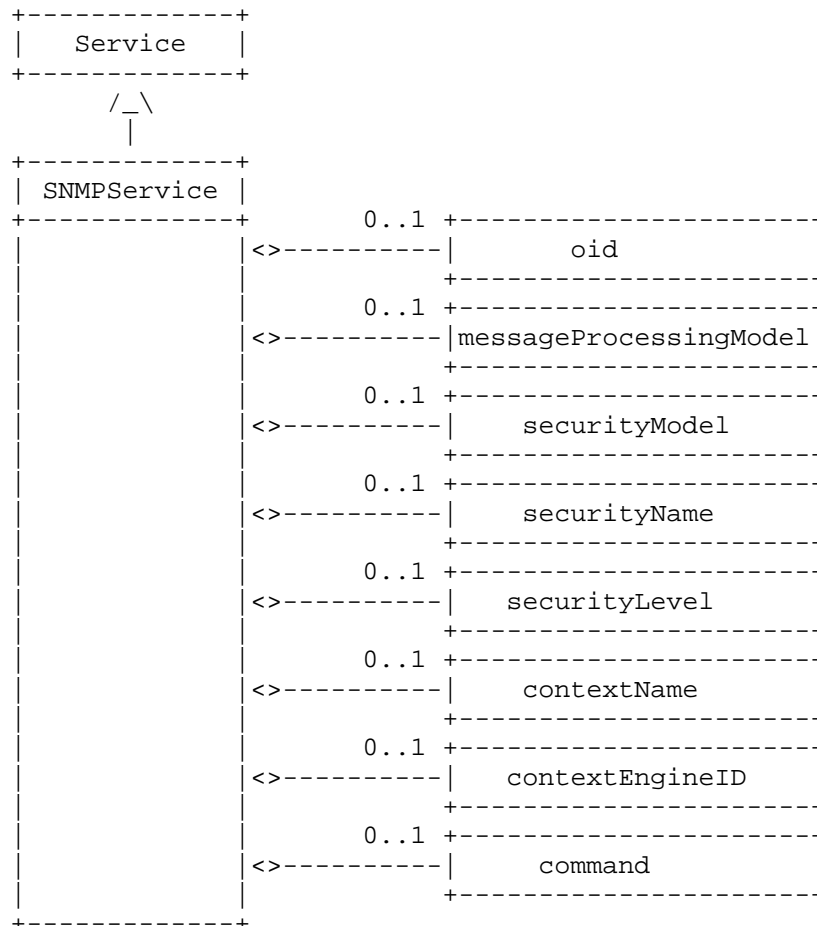 Service
SNMPService
0..1
oid
0..1
messageProcessingModel
0..1
securityModel
0..1
securityName
0..1
securityLevel
0..1
contextName
0..1
contextEngineID
0..1
command